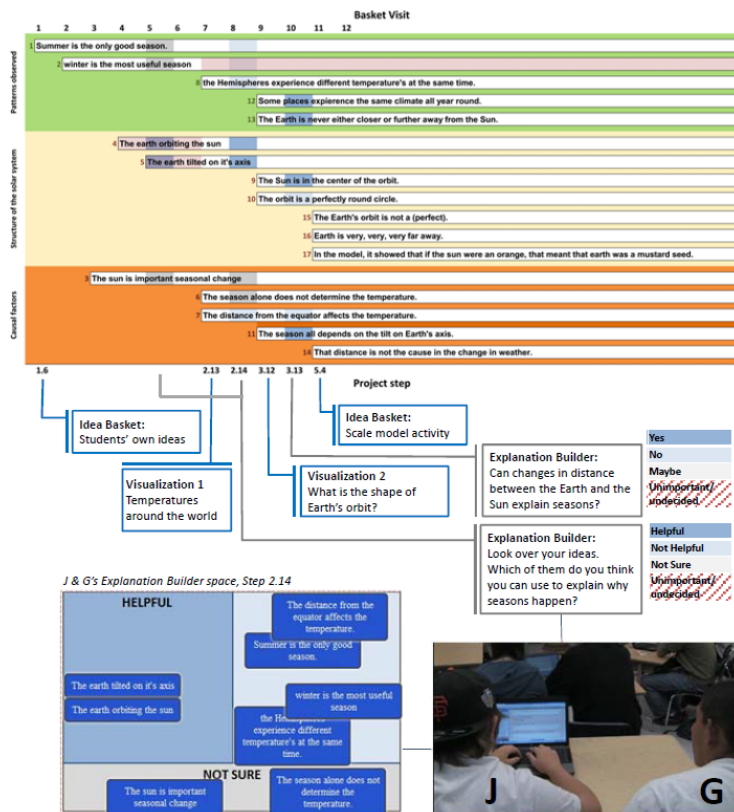 Basket Visit
1 2 3 4 5 6 7 8 9 10 11 12
Patterns observed
1 Summer is the only good season.
2 winter is the most useful season
8 the Hemispheres experience different temperature's at the same time.
12 Some places expierence the same climate all year round.
13 The Earth is never either closer or further away from the Sun.
Structure of the solar system
4 The earth orbiting the sun
5 The earth tilted on it's axis
9 The Sun is in the center of the orbit.
10 The orbit is a perfectly round circle.
15 The Earth's orbit is not a (perfect).
16 Earth is very, very, very far away.
17 In the model, it showed that if the sun were an orange, that meant that earth was a mustard seed.
Causal factors
3 The sun is important seasonal change
6 The season alone does not determine the temperature.
7 The distance from the equator affects the temperature.
11 The season all depends on the tilt on Earth's axis.
14 That distance is not the cause in the change in weather.
1.6 2.13 2.14 3.12 3.13 5.4
Project step
Idea Basket:
Students' own ideas
Visualization 1
Temperatures
around the world
Visualization 2
What is the shape of
Earth's orbit?
Idea Basket:
Scale model activity
Explanation Builder:
Can changes in distance
between the Earth and the
Sun explain seasons?
Yes
No
Maybe
Unimportant/
undecided
Explanation Builder:
Look over your ideas.
Which of them do you think
you can use to explain why
seasons happen?
Helpful
Not Helpful
Not Sure
Unimportant/
undecided
J & G's Explanation Builder space, Step 2.14
HELPFUL
The distance from the
equator affects the
temperature.
Summer is the only good
season.
The earth tilted on it's axis
The earth orbiting the sun
winter is the most useful
season
the Hemispheres
experience different
temperature's at the same
time.
NOT SURE
The sun is important
seasonal change
The season alone does not
determine the
temperature.
J
G